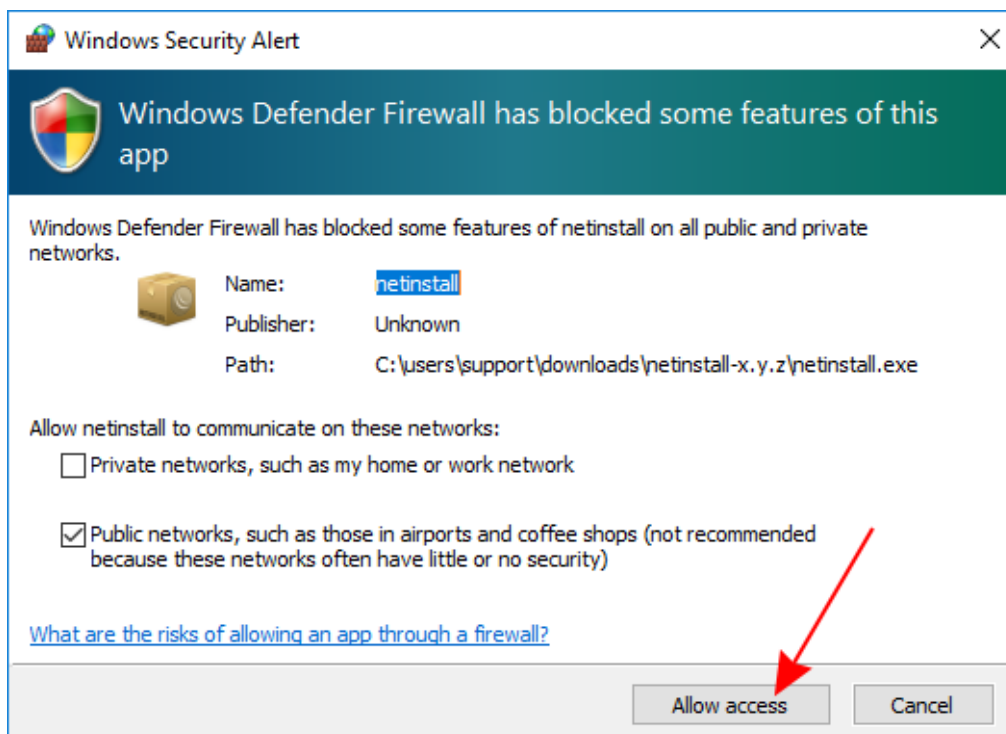 Windows Security Alert
Windows Defender Firewall has blocked some features of this
app
Windows Defender Firewall has blocked some features of netinstall on all public and private
networks.
Name: netinstall
Publisher: Unknown
Path: C:\users\support\downloads\netinstall-x.y.z\netinstall.exe
Allow netinstall to communicate on these networks:
Private networks, such as my home or work network
Public networks, such as those in airports and coffee shops (not recommended
because these networks often have little or no security)
What are the risks of allowing an app through a firewall?
Allow access Cancel